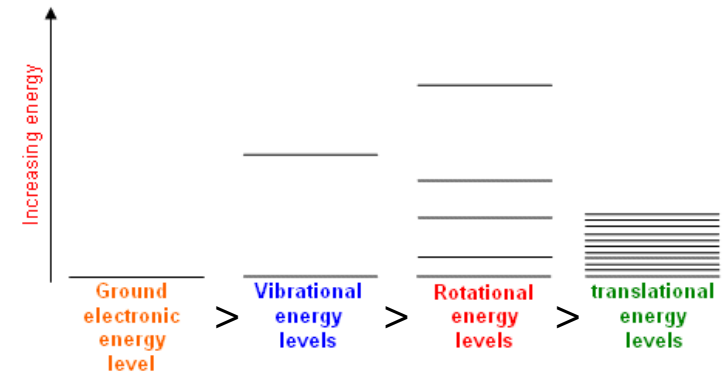 Increasing energy
Ground
electronic
energy
level
>
Vibrational
energy
levels
>
Rotational
energy
levels
>
translational
energy
levels